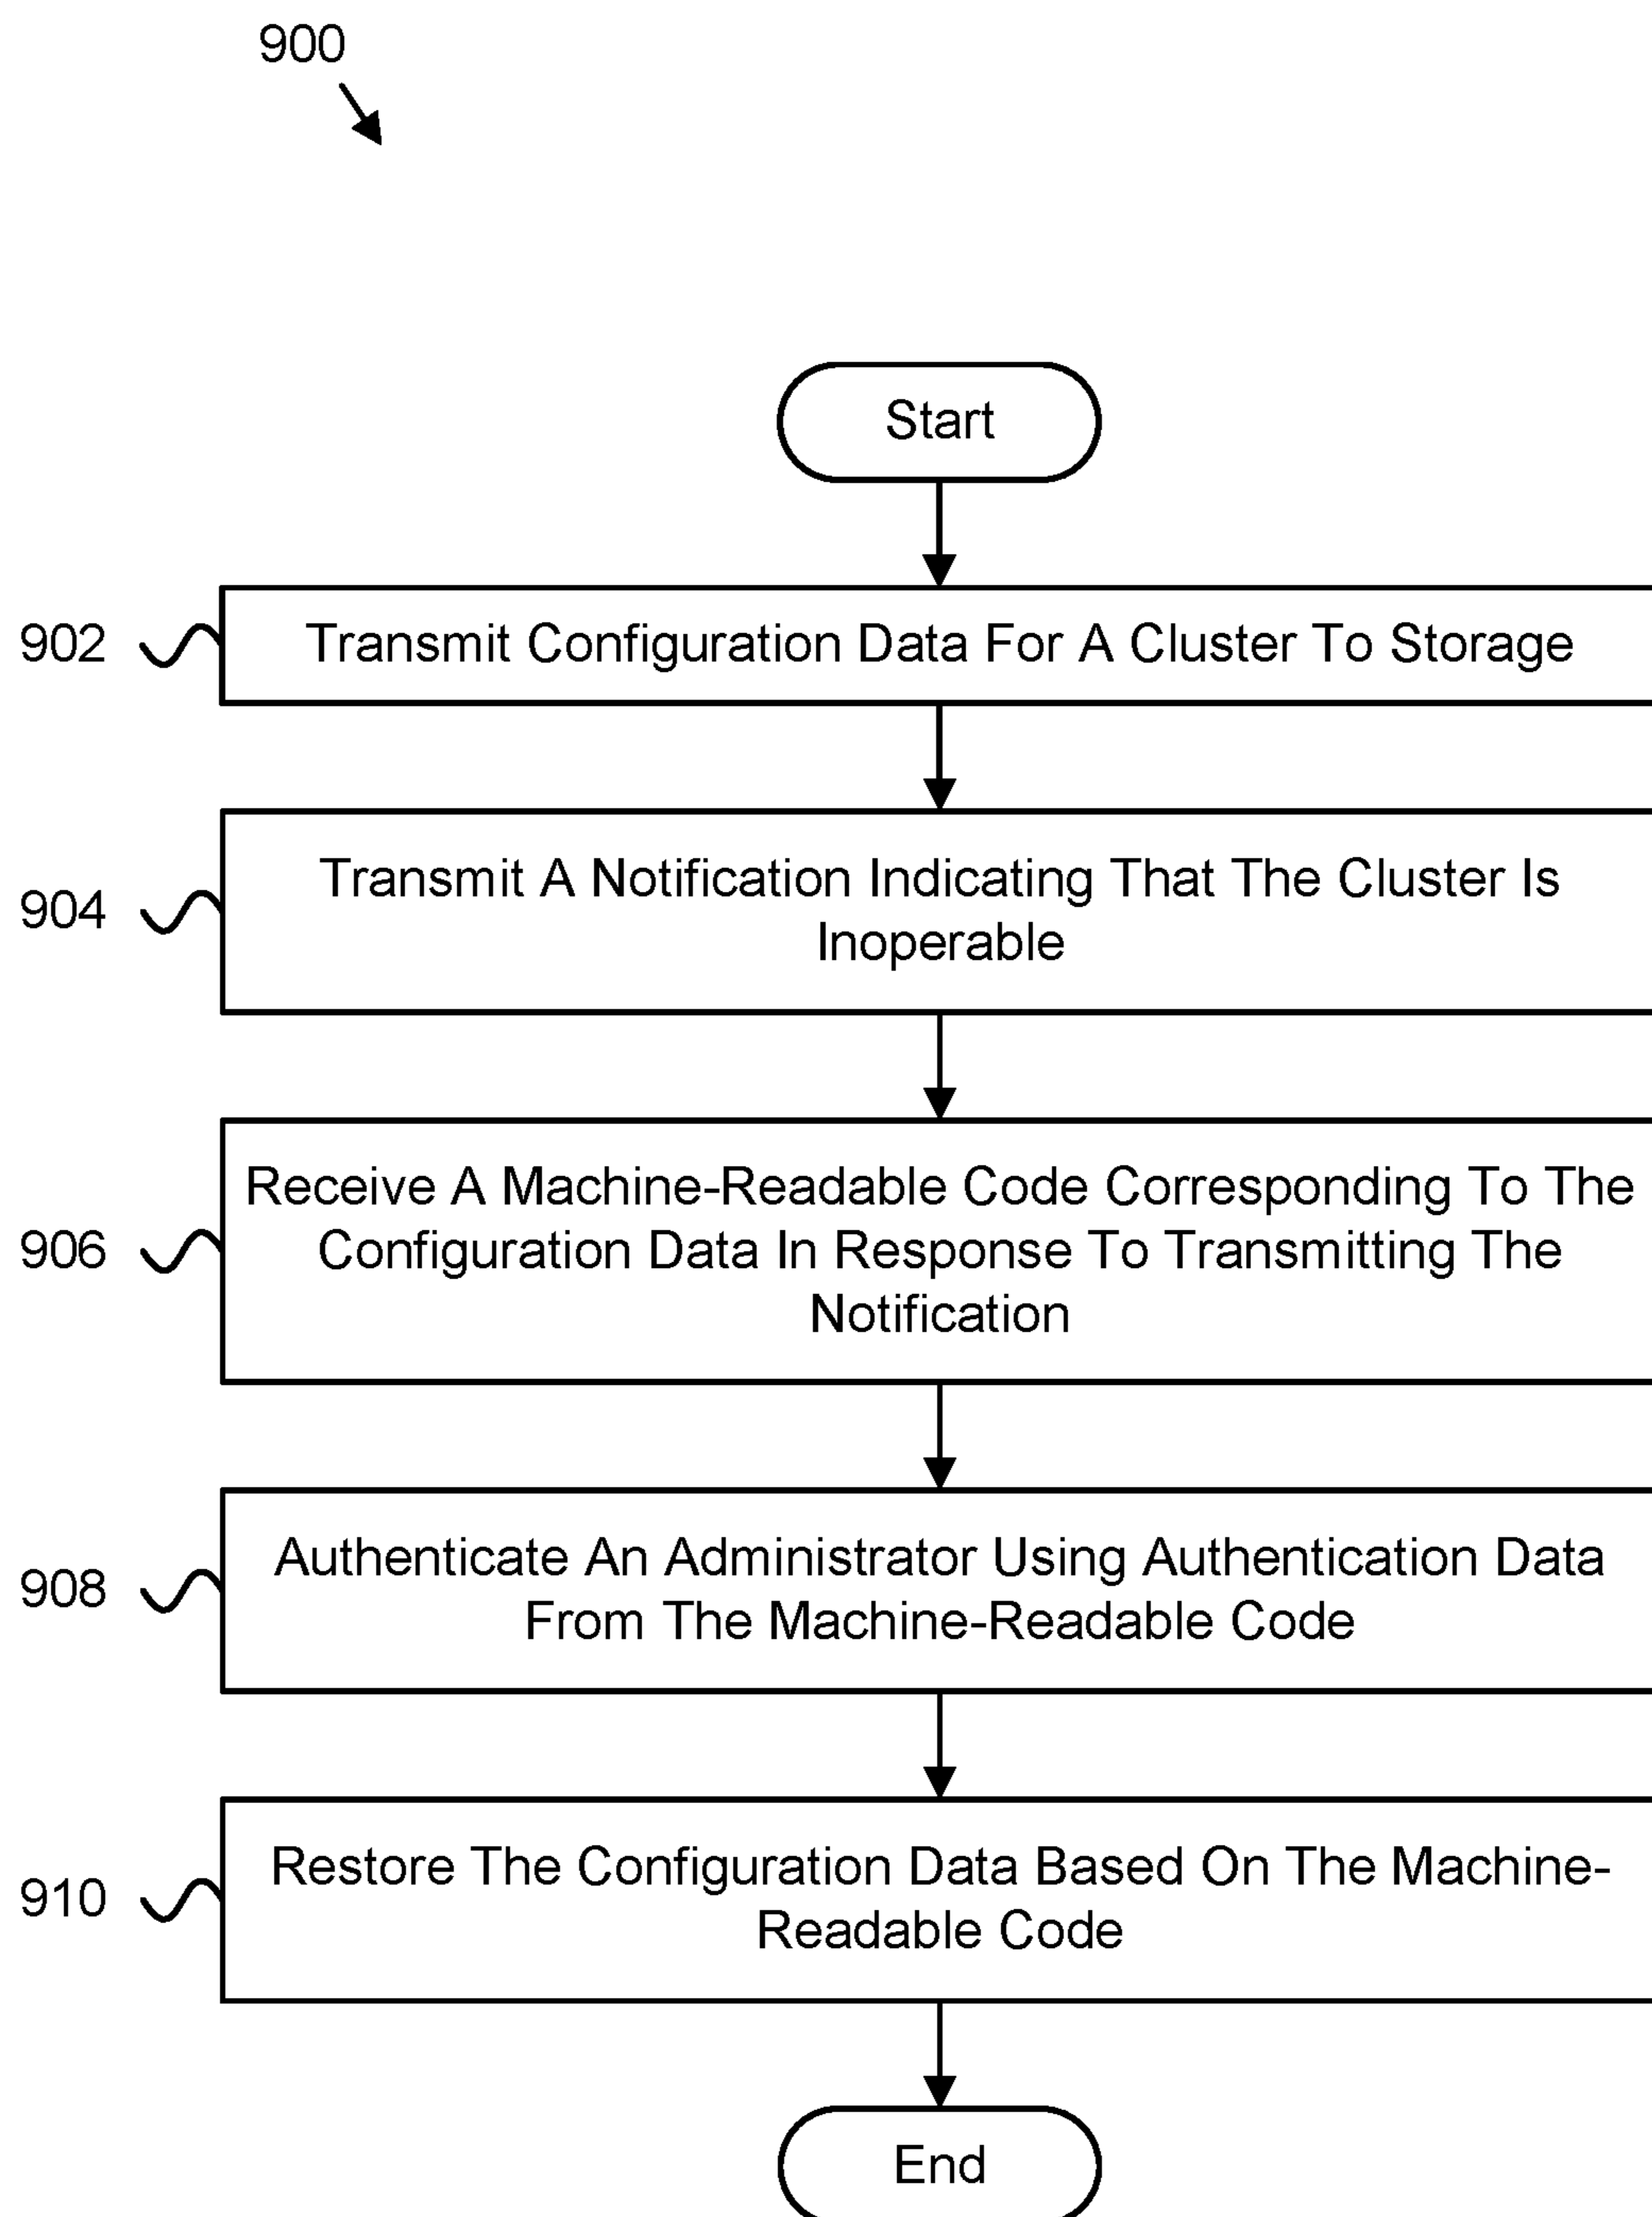 900
Start
902
Transmit Configuration Data For A Cluster To Storage
904
Transmit A Notification Indicating That The Cluster Is
Inoperable
906
Receive A Machine-Readable Code Corresponding To The
Configuration Data In Response To Transmitting The
Notification
908
Authenticate An Administrator Using Authentication Data
From The Machine-Readable Code
910
Restore The Configuration Data Based On The Machine-
Readable Code
End